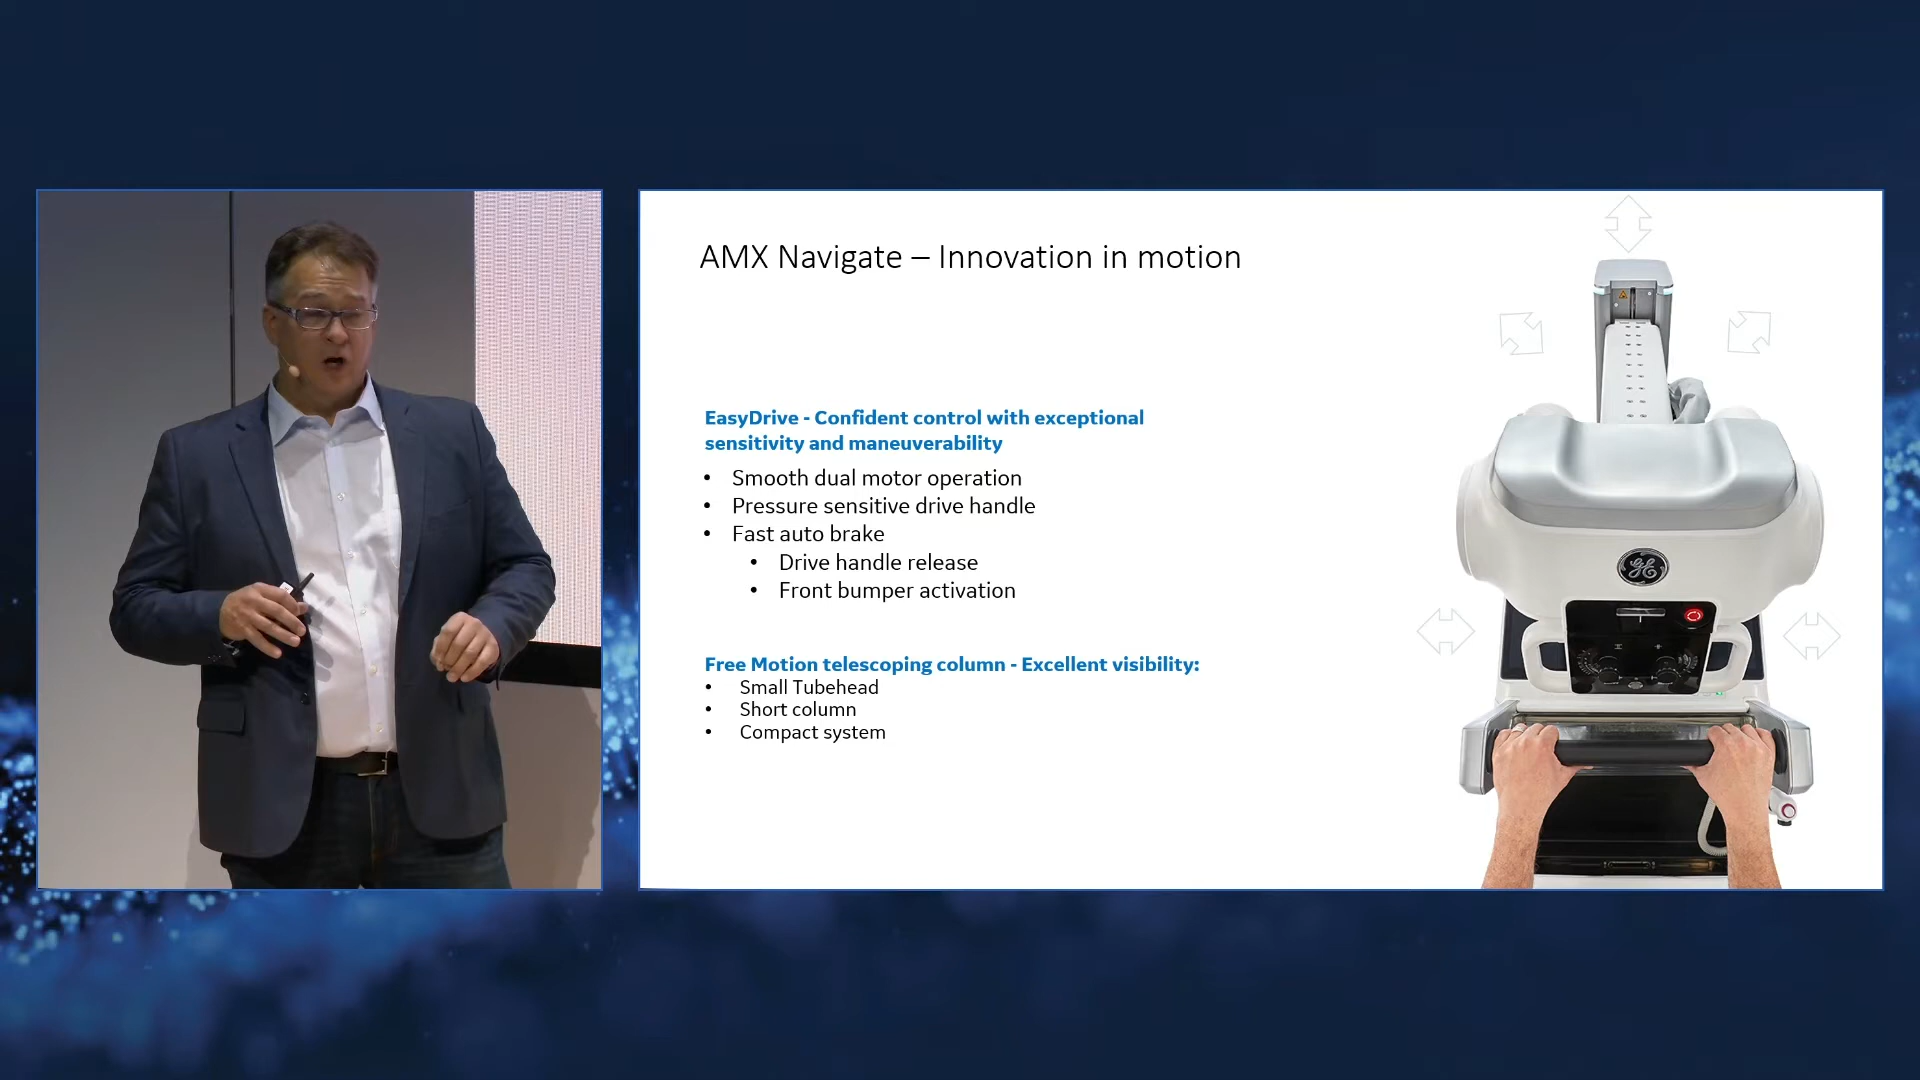 AMX Navigate – Innovation in motion
EasyDrive - Confident control with exceptional
sensitivity and maneuverability
• Smooth dual motor operation
• Pressure sensitive drive handle
• Fast auto brake
• Drive handle release
• Front bumper activation
Free Motion telescoping column - Excellent visibility:
• Small Tubehead
• Short column
• Compact system
GE